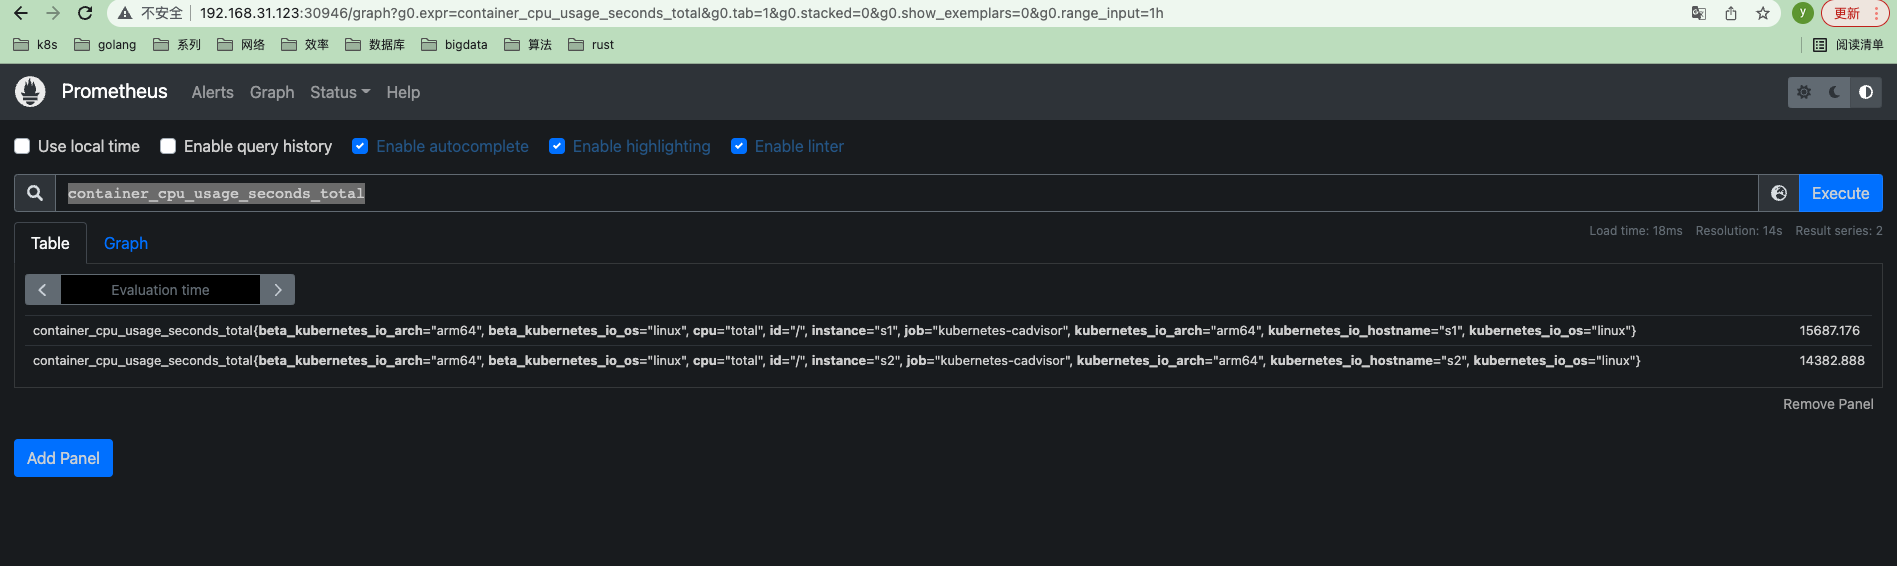 不安全 192.168.31.123:30946/graph?g0.expr=container_cpu_usage_seconds_total&g0.tab=1&g0.stacked=0&g0.show_exemplars=0&g0.range_input=1h y 更新
k8s golang 系列 网络 效率 数据库 bigdata 算法 rust 阅读清单
Prometheus Alerts Graph Status Help
Use local time Enable query history Enable autocomplete Enable highlighting Enable linter
container_cpu_usage_seconds_total Execute
Table Graph Load time: 18ms Resolution: 14s Result series: 2
Evaluation time
container_cpu_usage_seconds_total{beta_kubernetes_io_arch="arm64", beta_kubernetes_io_os="linux", cpu="total", id="/", instance="s1", job="kubernetes-cadvisor", kubernetes_io_arch="arm64", kubernetes_io_hostname="s1", kubernetes_io_os="linux"} 15687.176
container_cpu_usage_seconds_total{beta_kubernetes_io_arch="arm64", beta_kubernetes_io_os="linux", cpu="total", id="/", instance="s2", job="kubernetes-cadvisor", kubernetes_io_arch="arm64", kubernetes_io_hostname="s2", kubernetes_io_os="linux"} 14382.888
Remove Panel
Add Panel